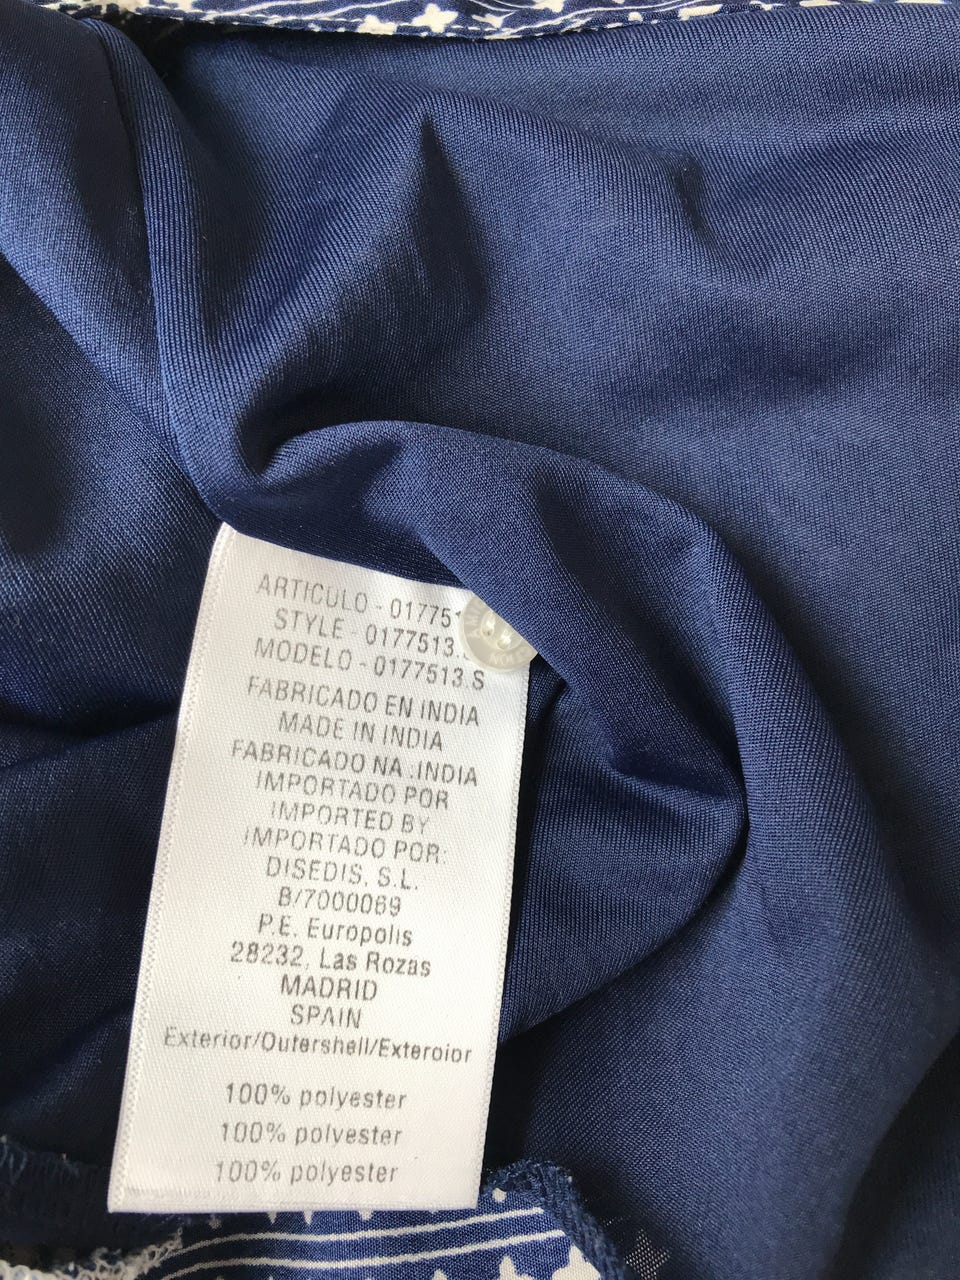 ARTICULO - 01775
STYLE - 0177513.
MODELO - 0177513.S
FABRICADO EN INDIA
MADE IN INDIA
FABRICADO NA :INDIA
IMPORTADO POR
IMPORTED BY
IMPORTADO POR:
DISEDIS, S.L.
B/7000069
P.E. Europolis
28232, Las Rozas
MADRID
SPAIN
Exterior/Outershell/Exteroior
100% polyester
100% polyester
100% polyester